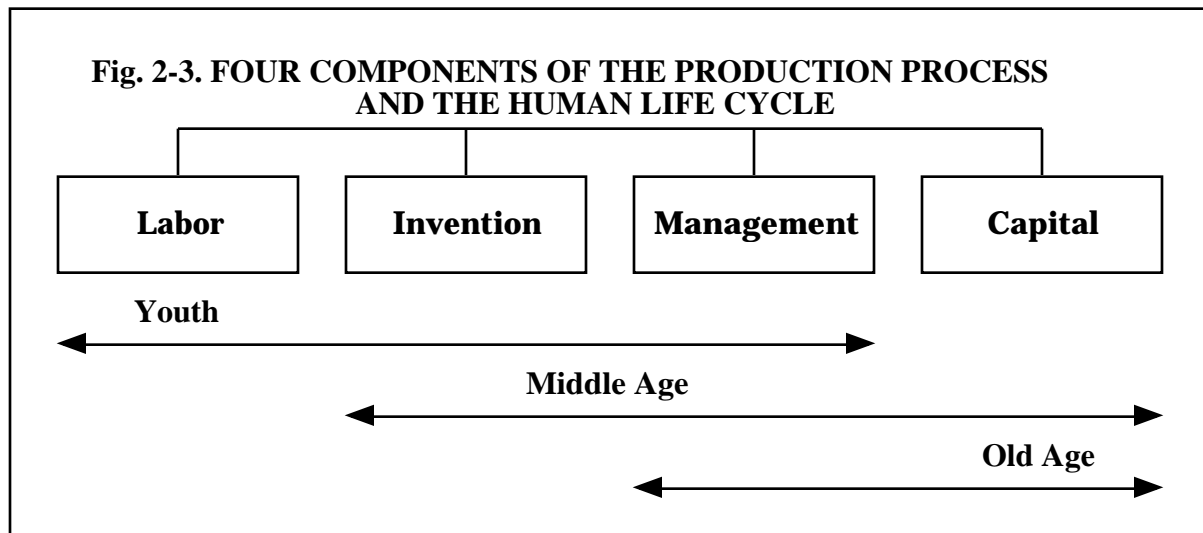 Fig. 2-3. FOUR COMPONENTS OF THE PRODUCTION PROCESS
AND THE HUMAN LIFE CYCLE
Labor Invention Management Capital
Youth
Middle Age
Old Age